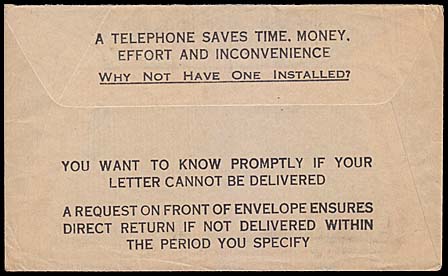 A TELEPHONE SAVES TIME, MONEY,
EFFORT AND INCONVENIENCE
WHY NOT HAVE ONE INSTALLED?
YOU WANT TO KNOW PROMPTLY IF YOUR
LETTER CANNOT BE DELIVERED
A REQUEST ON FRONT OF ENVELOPE ENSURES
DIRECT RETURN IF NOT DELIVERED WITHIN
THE PERIOD YOU SPECIFY